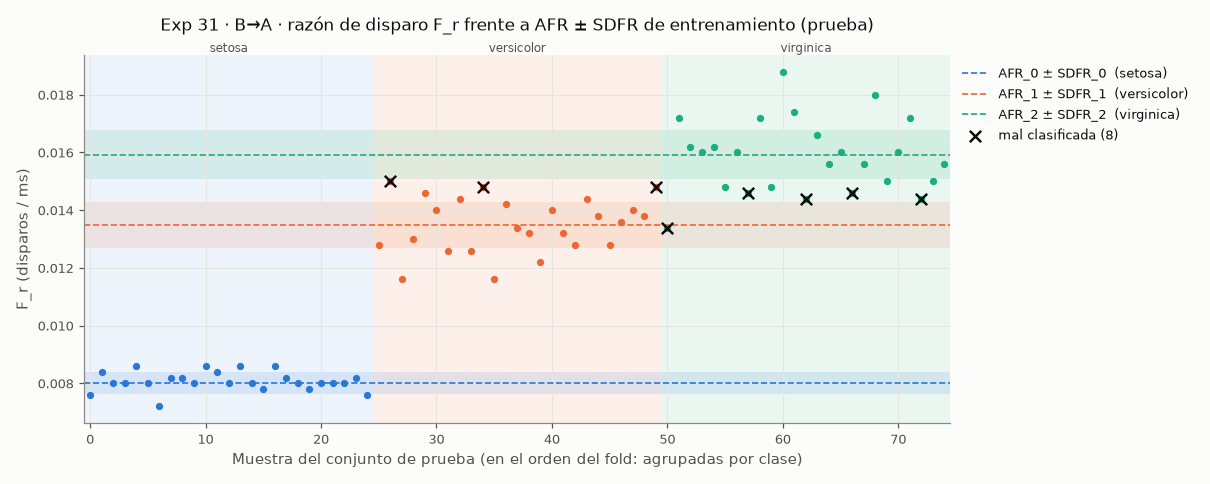 Exp 31 · B→A · razón de disparo F_r frente a AFR ± SDFR de entrenamiento (prueba)
setosa
versicolor
virginica
AFR_0 ± SDFR_0 (setosa)
AFR_1 ± SDFR_1 (versicolor)
AFR_2 ± SDFR_2 (virginica)
mal clasificada (8)
F_r (disparos / ms)
0.018
0.016
0.014
0.012
0.010
0.008
0
10
20
30
40
50
60
70
Muestra del conjunto de prueba (en el orden del fold: agrupadas por clase)